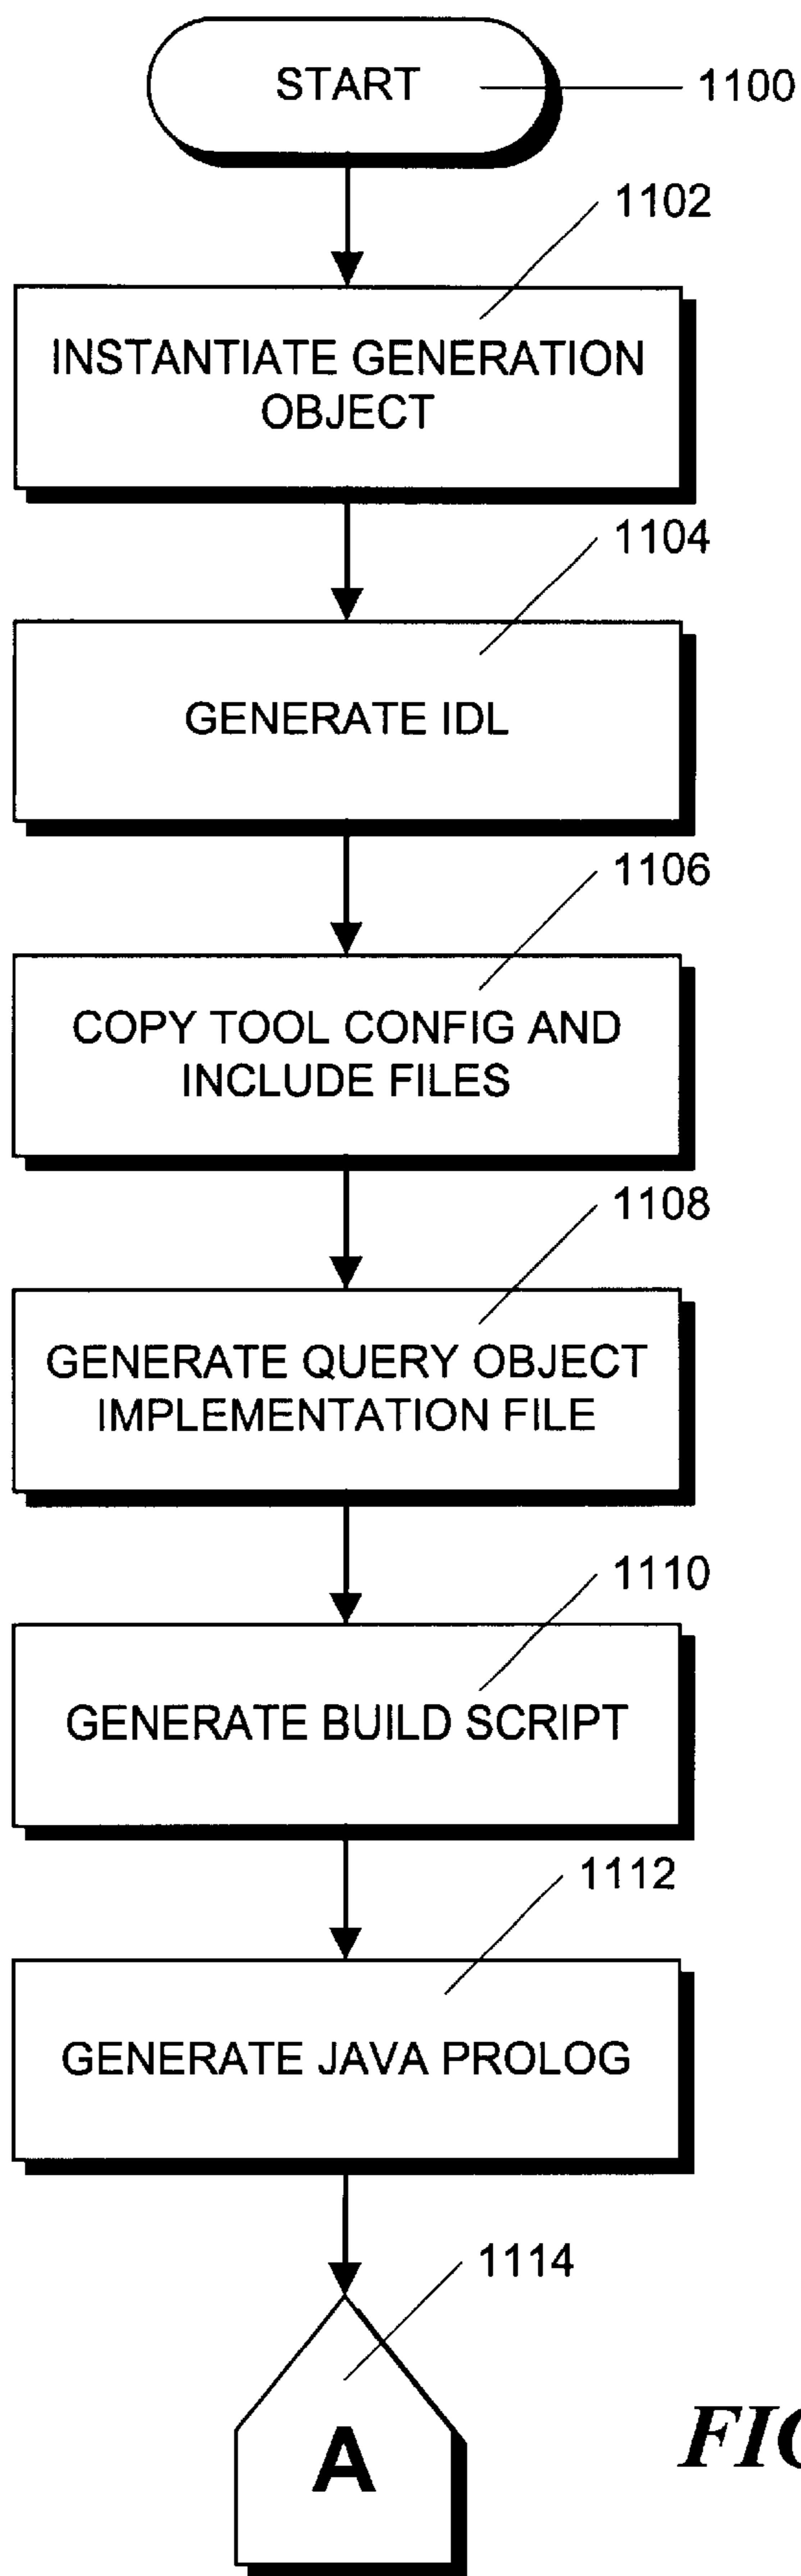 START
1100
1102
INSTANTIATE GENERATION
OBJECT
1104
GENERATE IDL
1106
COPY TOOL CONFIG AND
INCLUDE FILES
1108
GENERATE QUERY OBJECT
IMPLEMENTATION FILE
1110
GENERATE BUILD SCRIPT
1112
GENERATE JAVA PROLOG
1114
A